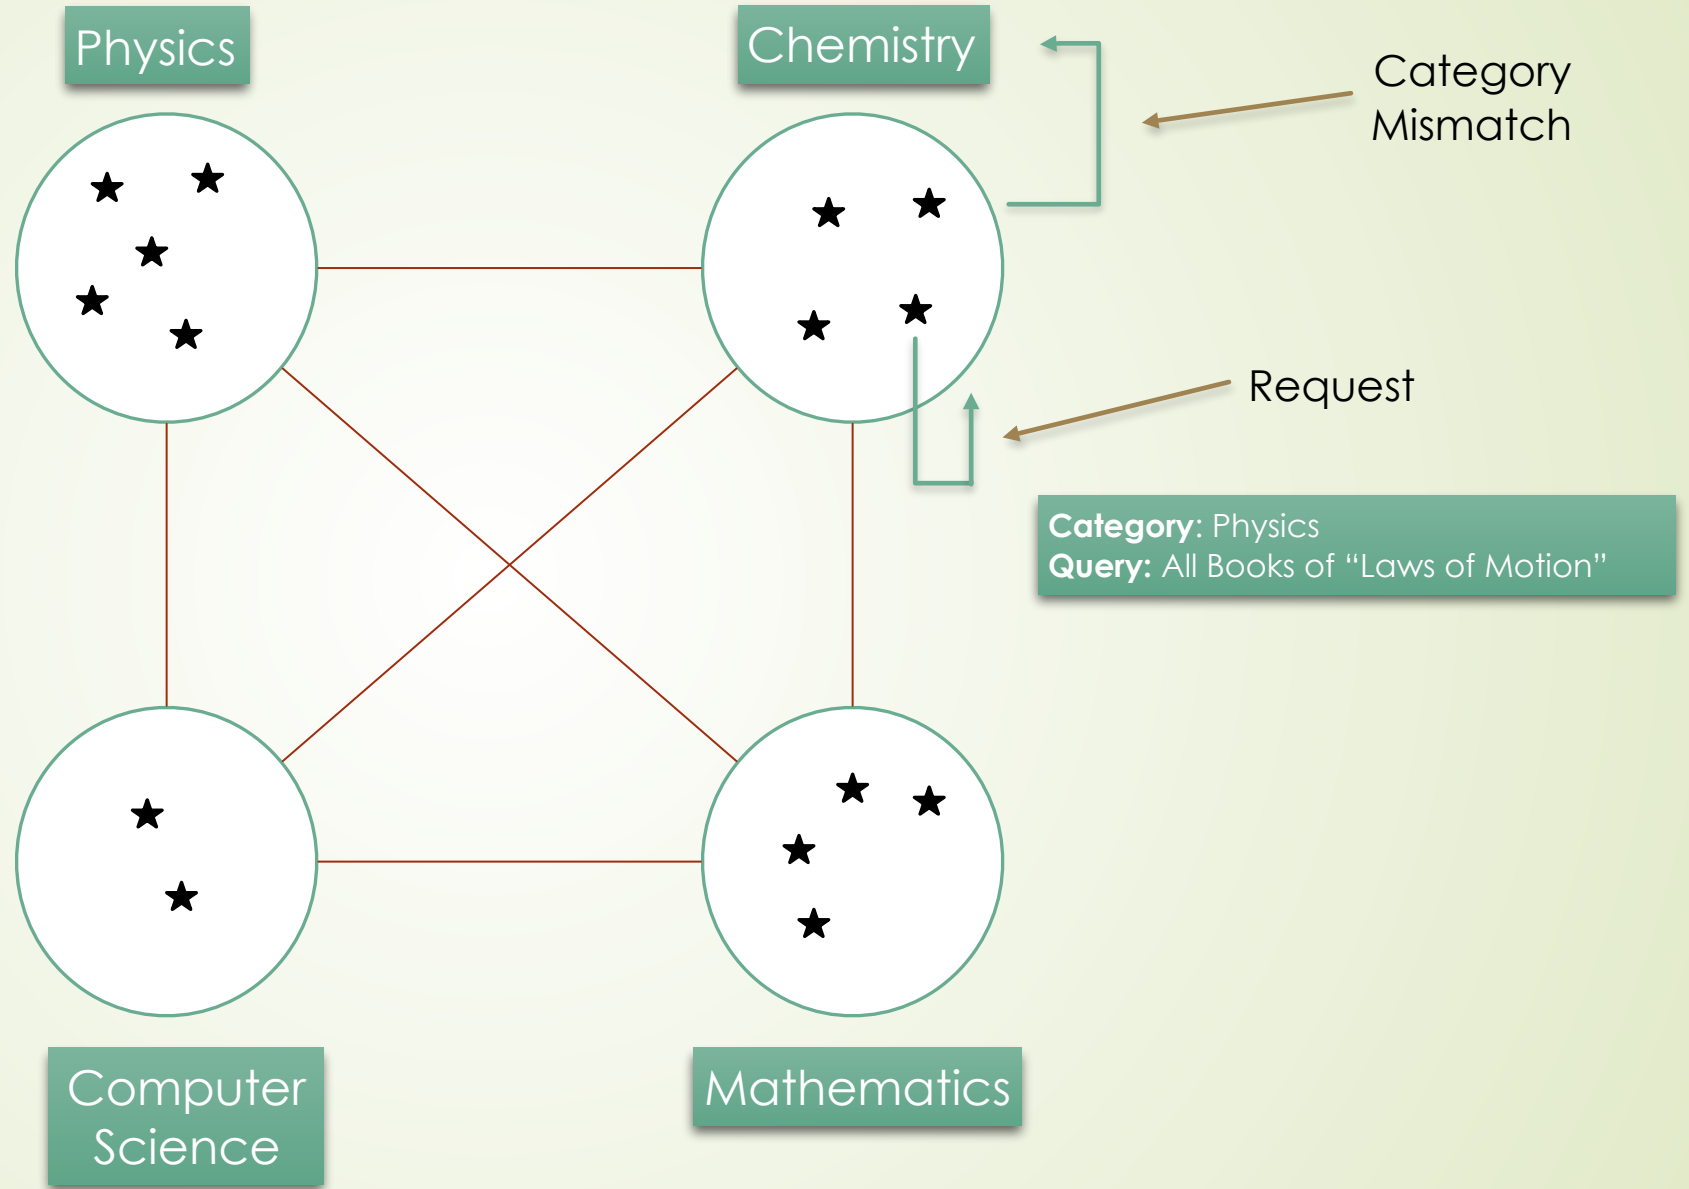 Physics
Chemistry
Category
Mismatch
Request
Category: Physics
Query: All Books of “Laws of Motion”
Computer
Science
Mathematics